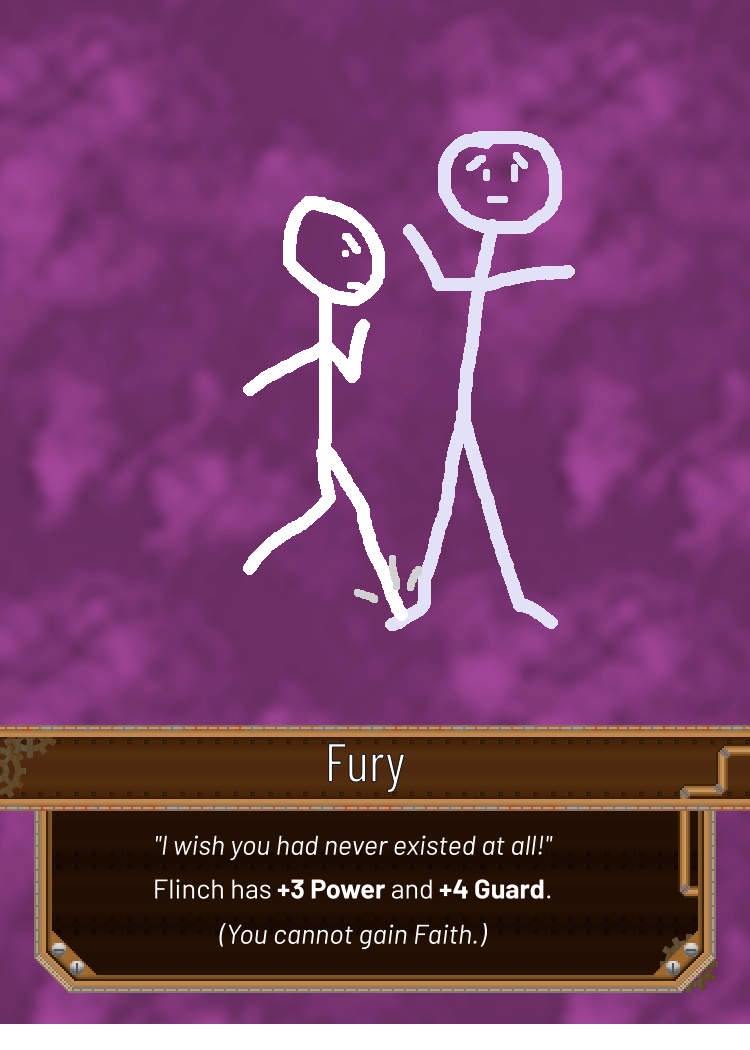 Fury
"I wish you had never existed at all!"
Flinch has +3 Power and +4 Guard.
(You cannot gain Faith.)